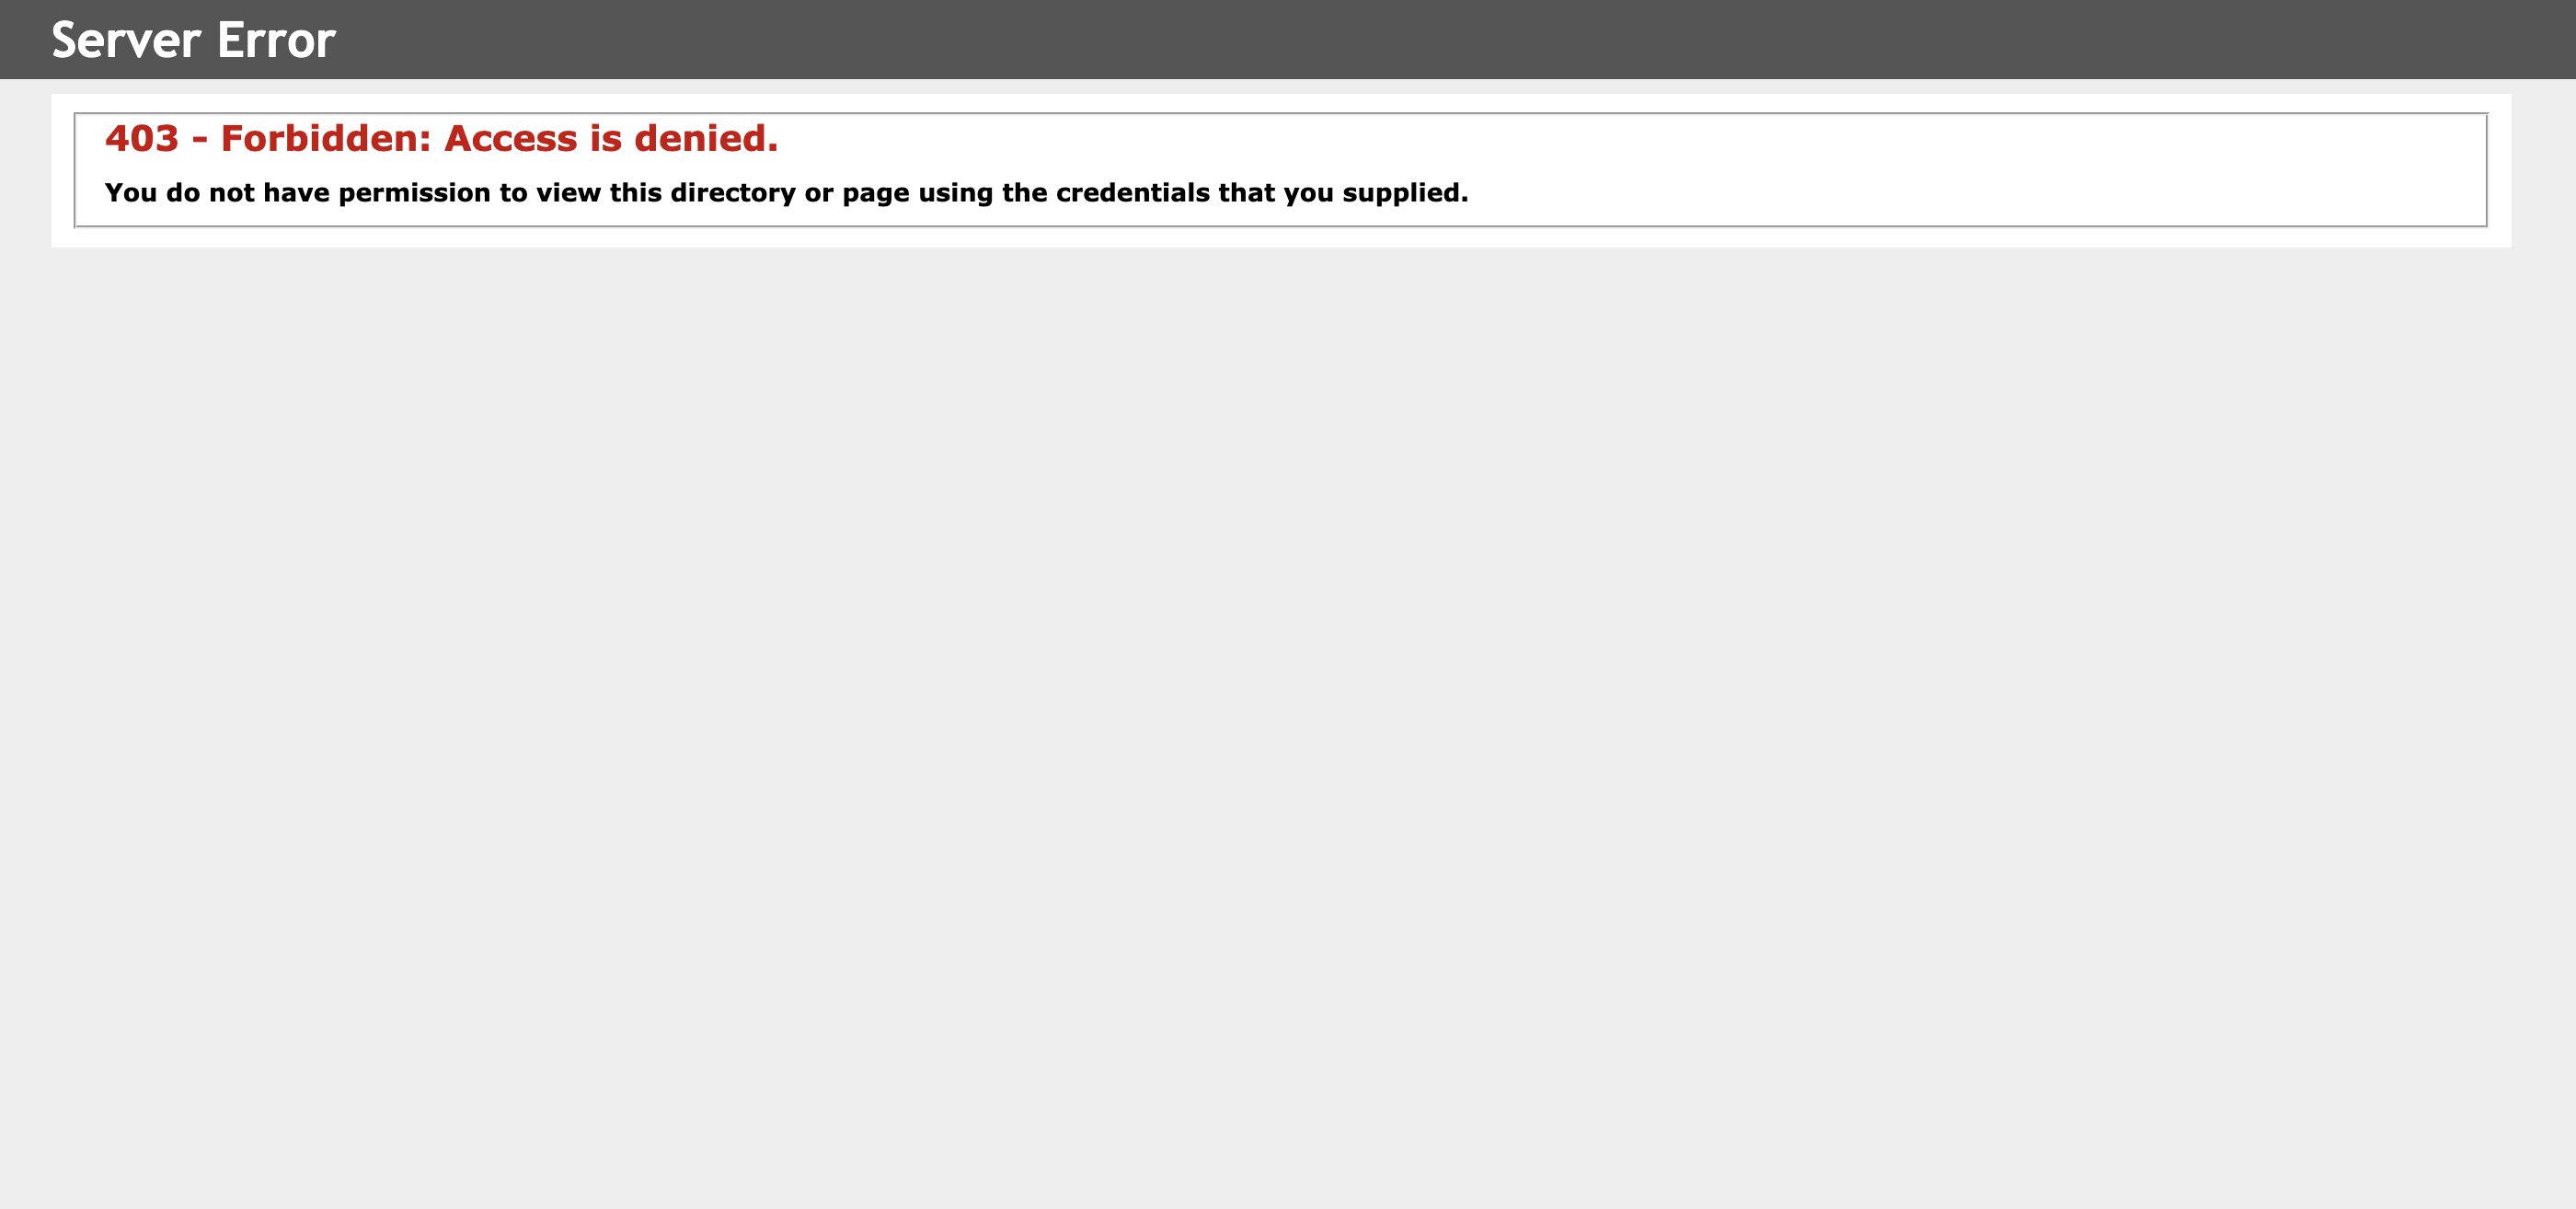 Server Error
403 - Forbidden: Access is denied.
You do not have permission to view this directory or page using the credentials that you supplied.